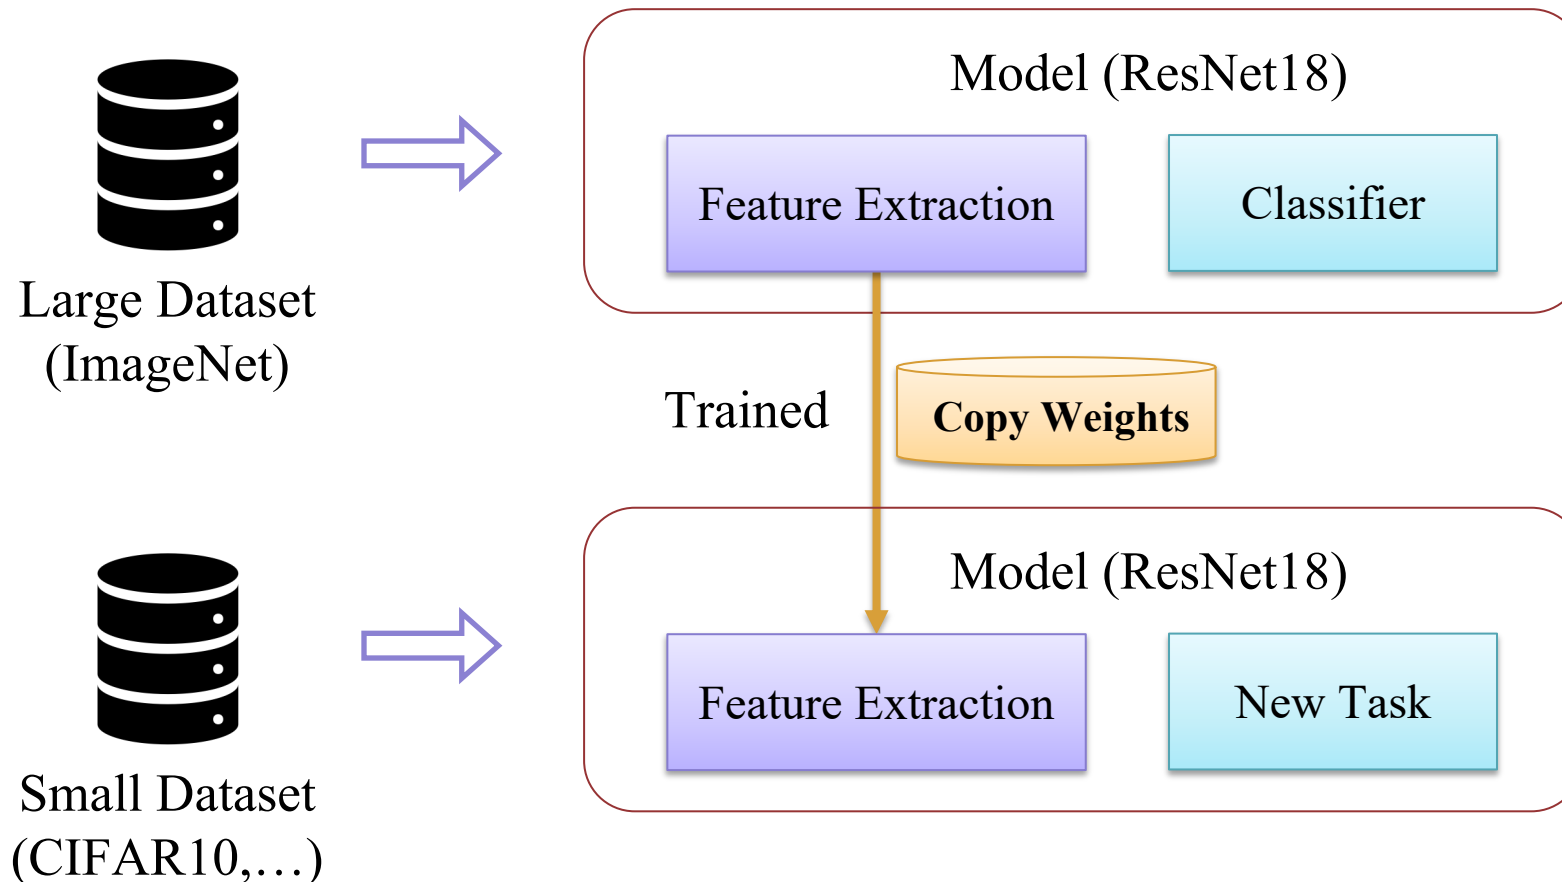 Model (ResNet18)
Feature Extraction
Classifier
Large Dataset
(ImageNet)
Trained
Copy Weights
Model (ResNet18)
Feature Extraction
New Task
Small Dataset
(CIFAR10,…)